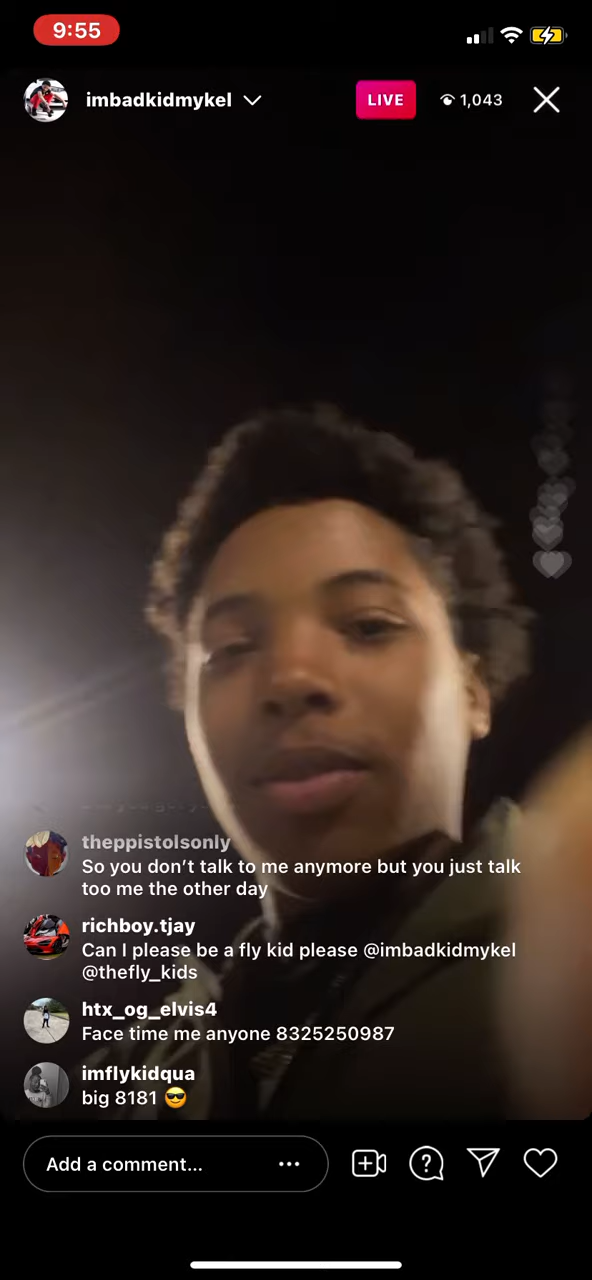 9:55
imbadkidmykel
LIVE
1,043
theppistolsonly
So you don’t talk to me anymore but you just talk
too me the other day
richboy.tjay
Can I please be a fly kid please @imbadkidmykel
@thefly_kids
htx_og_elvis4
Face time me anyone 8325250987
imflykidqua
big 8181 😎
Add a comment...